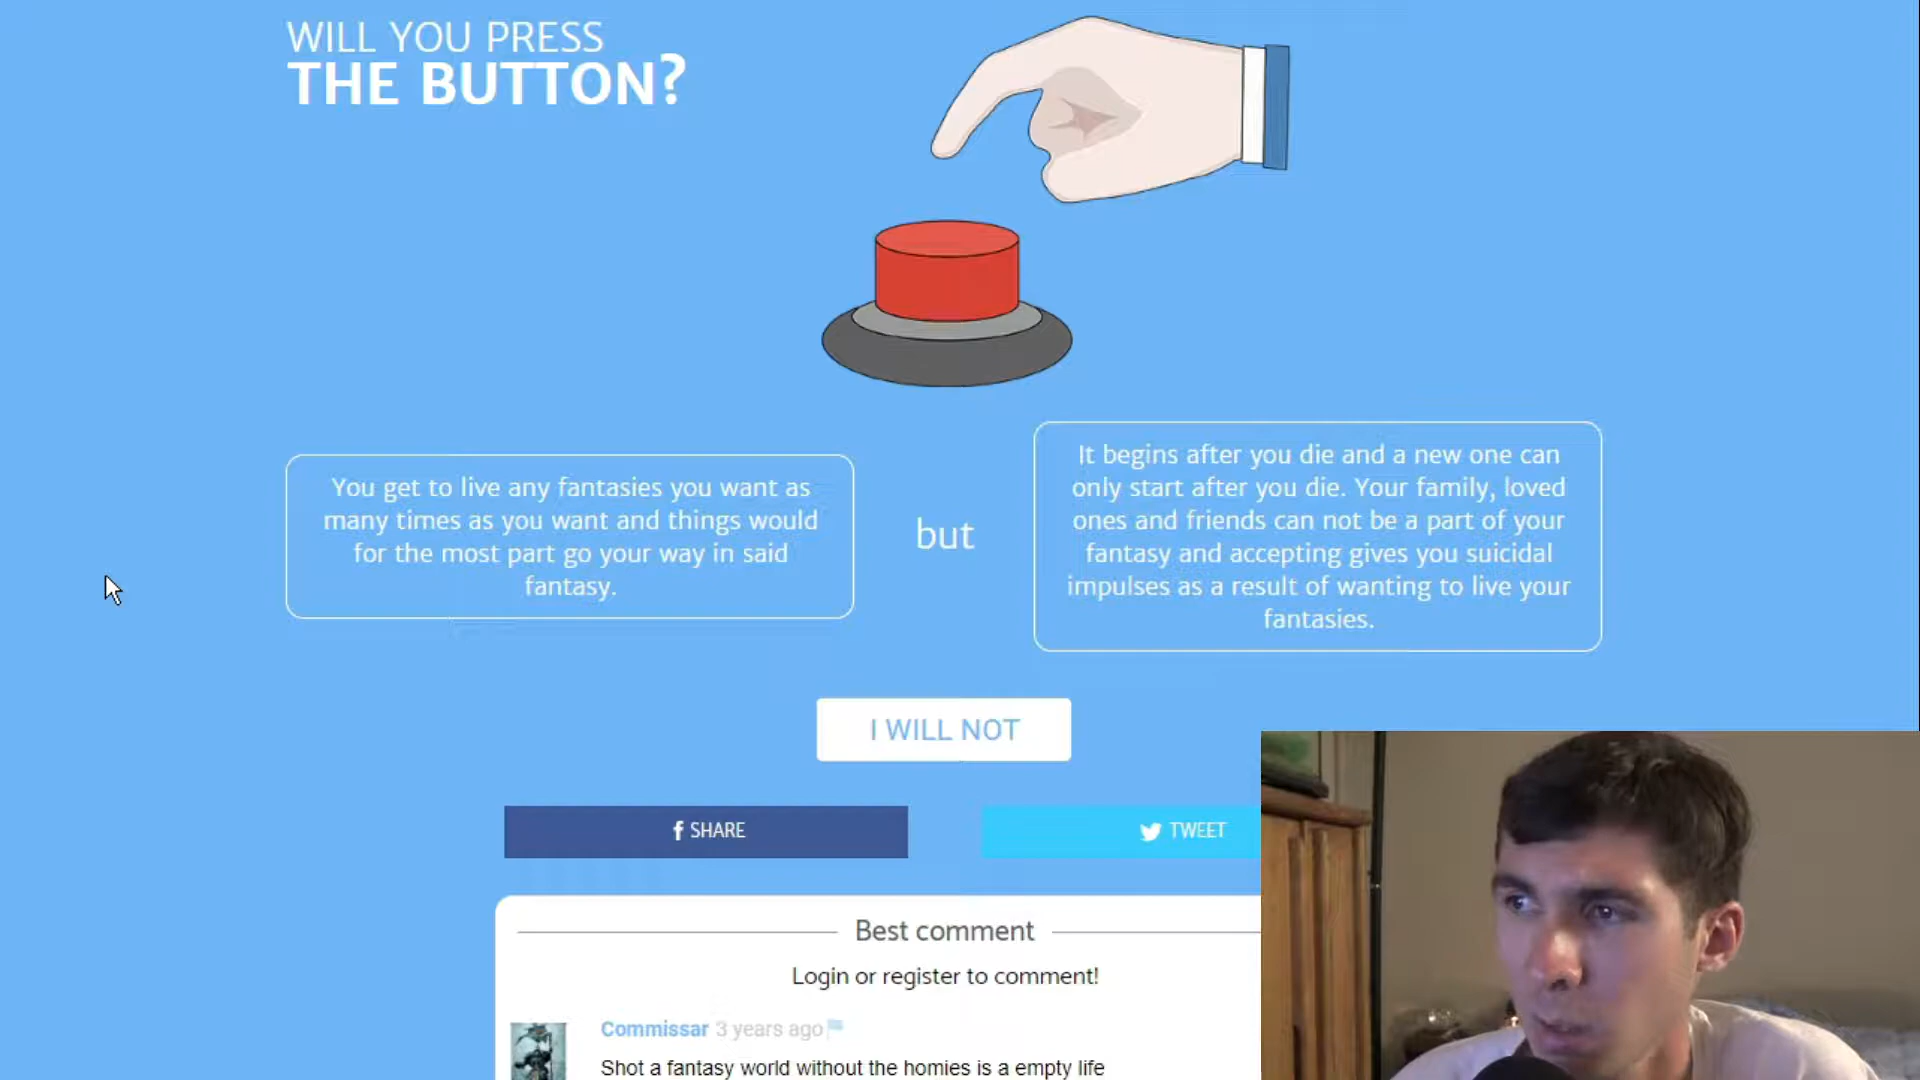 WILL YOU PRESS
THE BUTTON?
You get to live any fantasies you want as
many times as you want and things would
for the most part go your way in said
fantasy.
but
It begins after you die and a new one can
only start after you die. Your family, loved
ones and friends can not be a part of your
fantasy and accepting gives you suicidal
impulses as a result of wanting to live your
fantasies.
I WILL NOT
f SHARE
TWEET
Best comment
Login or register to comment!
Commissar 3 years ago
Shot a fantasy world without the homies is a empty life